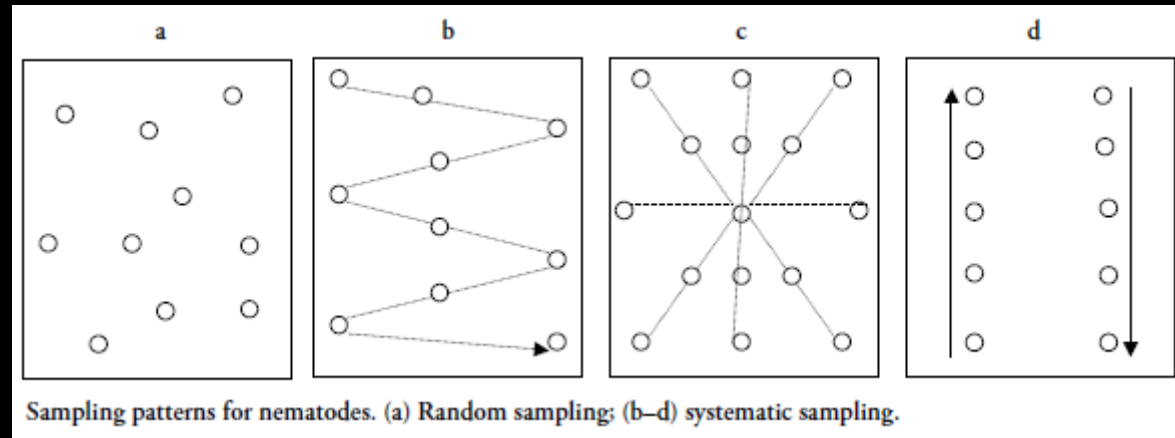 a b c d
Sampling patterns for nematodes. (a) Random sampling; (b–d) systematic sampling.